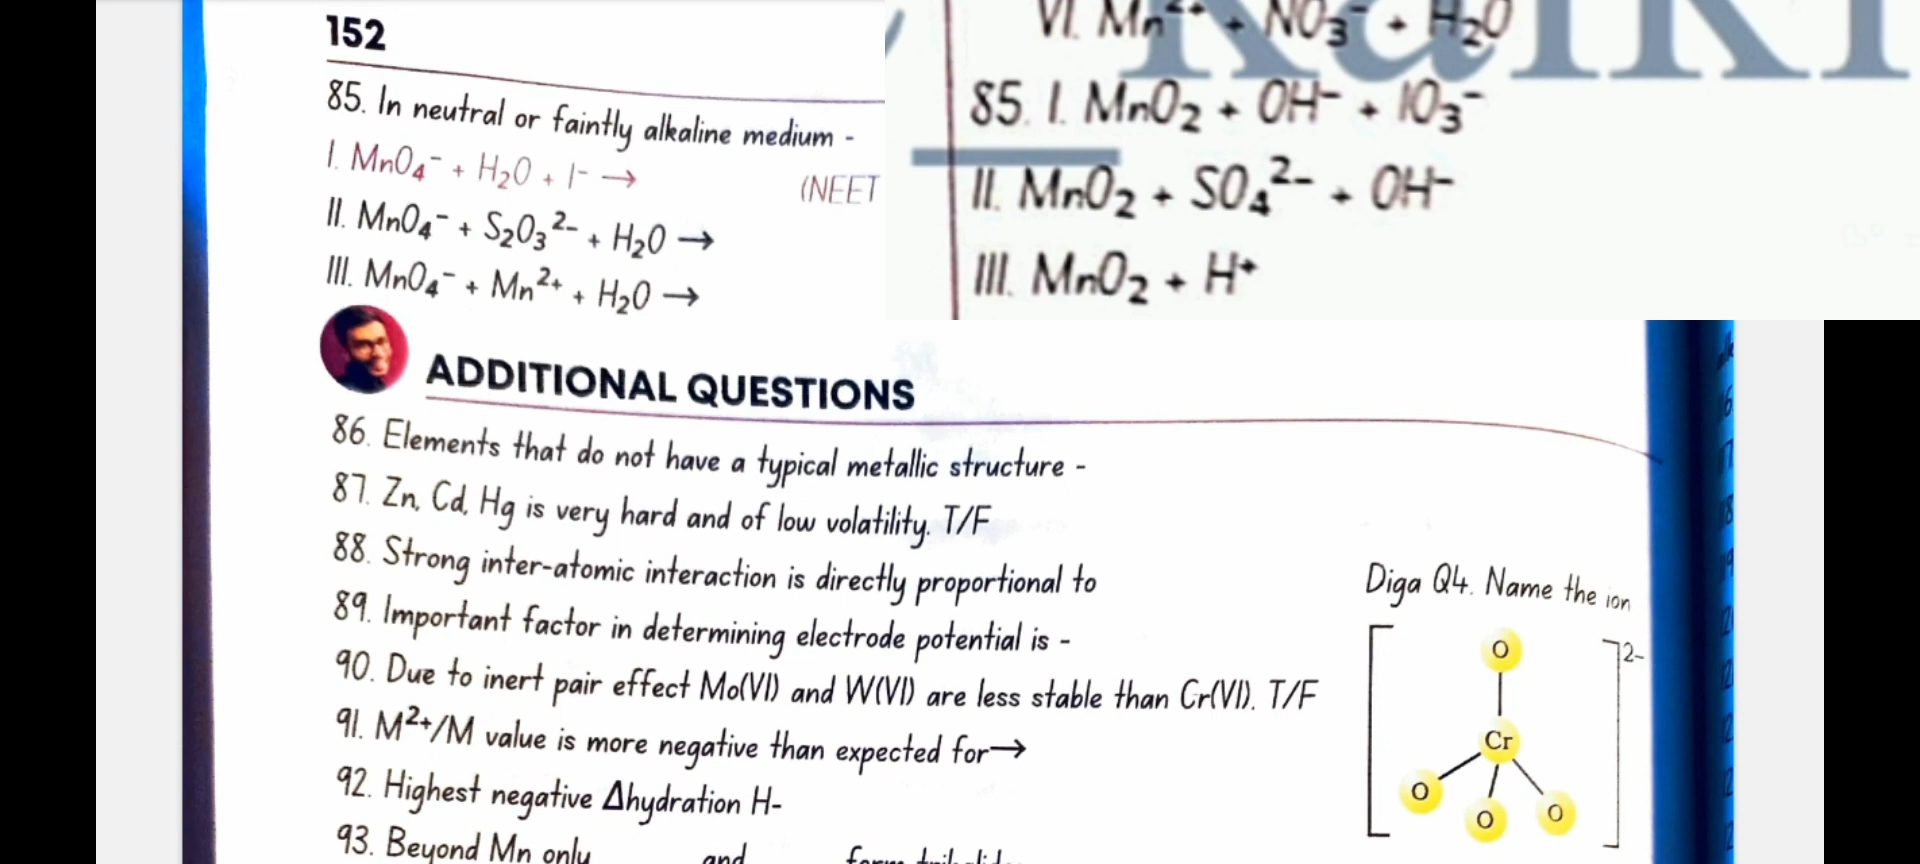 152
85. In neutral or faintly alkaline medium -
I. MnO₄⁻ + H₂O + I⁻ →
(NEET
II. MnO₄⁻ + S₂O₃²⁻ + H₂O →
III. MnO₄⁻ + Mn²⁺ + H₂O →
VI. Mn²⁺ + NO₃⁻ + H₂O
85. I. MnO₂ + OH⁻ + IO₃⁻
II. MnO₂ + SO₄²⁻ + OH⁻
III. MnO₂ + H⁺
ADDITIONAL QUESTIONS
86. Elements that do not have a typical metallic structure -
87. Zn, Cd, Hg is very hard and of low volatility. T/F
88. Strong inter-atomic interaction is directly proportional to
89. Important factor in determining electrode potential is -
90. Due to inert pair effect Mo(VI) and W(VI) are less stable than Cr(VI). T/F
91. M²⁺/M value is more negative than expected for→
92. Highest negative Δhydration H-
93. Beyond Mn only and form
Diga Q4. Name the ion
2-
O
Cr
O
O
O